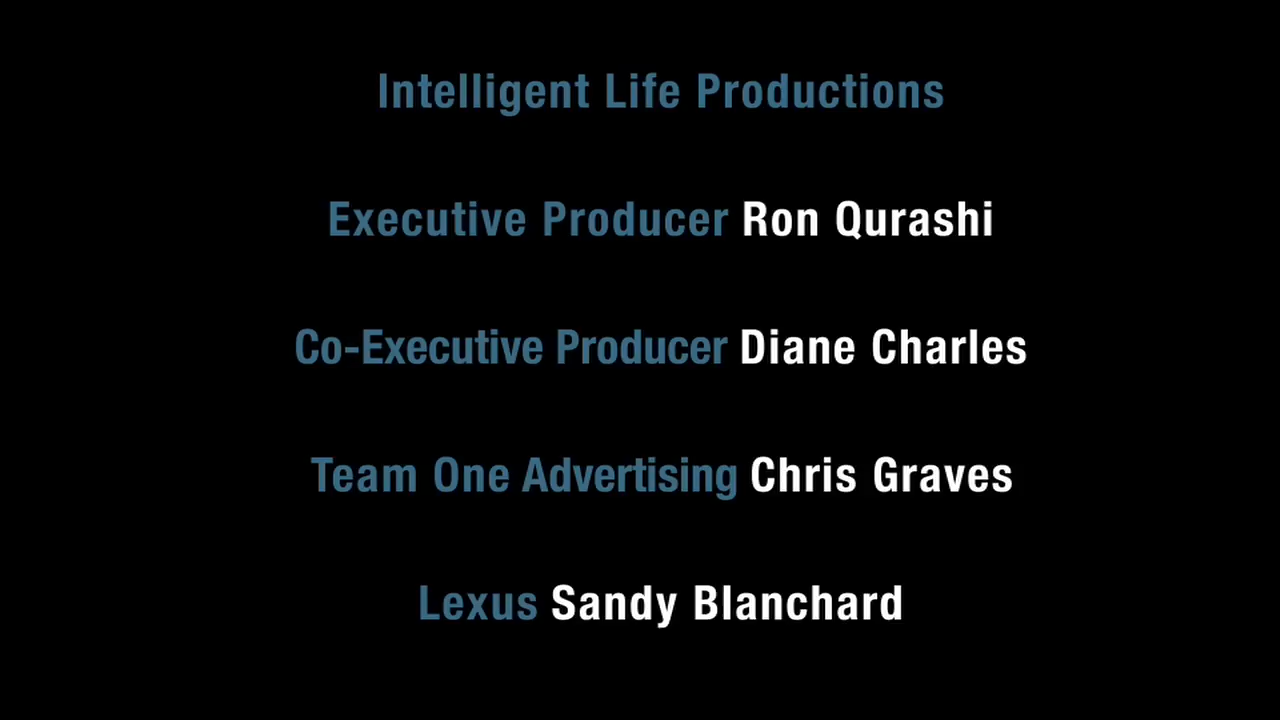 Intelligent Life Productions
Executive Producer Ron Qurashi
Co-Executive Producer Diane Charles
Team One Advertising Chris Graves
Lexus Sandy Blanchard